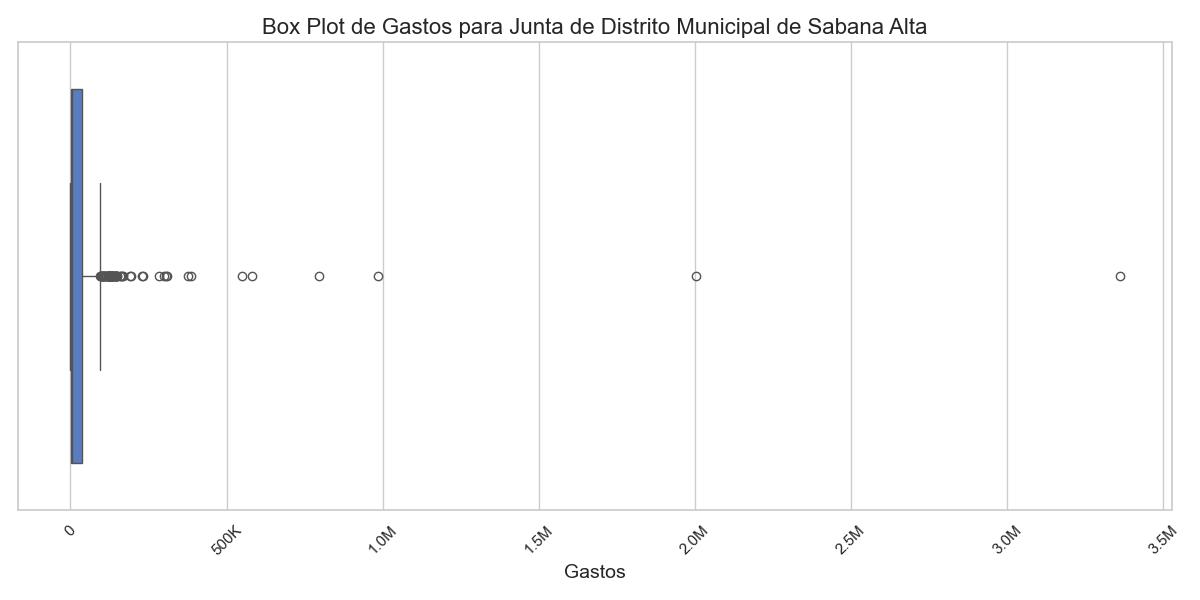 Box Plot de Gastos para Junta de Distrito Municipal de Sabana Alta
0
500K
1.0M
1.5M
2.0M
2.5M
3.0M
3.5M
Gastos